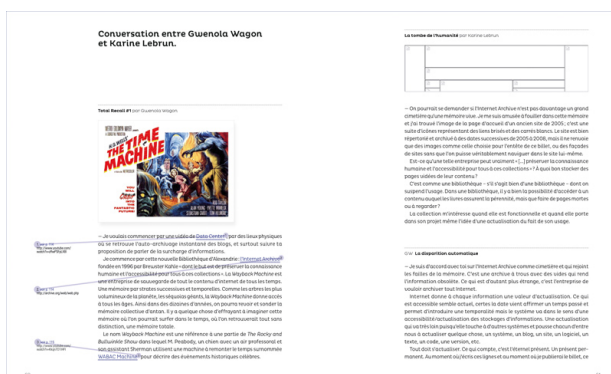 Conversation entre Gwenola Wagon
et Karine Lebrun.
Total Recall #1 par Gwenola Wagon
THE TIME MACHINE
— Je voulais commencer par une vidéo de Data Center par des lieux physiques
où se retrouve l'auto-archivage instantané des blogs, et surtout suivre ta
proposition de parler de la surcharge d'informations.
Je commence par cette nouvelle Bibliothèque d'Alexandrie : l'Internet Archive
fondée en 1996 par Brewster Kahle « dont le but est de préserver la connaissance
humaine et l'accessibilité pour tous à ces collections ». La Wayback Machine est
une entreprise de sauvegarde de tout le contenu d'internet de tous les temps.
Une mémoire par strates successives et temporelles. Comme les arbres les plus
volumineux de la planète, les séquoias géants, la Wayback Machine donne accès
à tous les âges. Ainsi dans des dizaines d'années, on pourra revoir et sonder la
mémoire collective d'antan. Il y a quelque chose d'effrayant à imaginer cette
mémoire où l'on pourrait surfer dans le temps, où l'on retrouverait tout sans
distinction, une mémoire totale.
Le nom Wayback Machine est une référence à une partie de The Rocky and
Bullwinkle Show dans lequel M. Peabody, un chien avec un air professoral et
son assistant Sherman utilisent une machine à remonter le temps surnommée
WABAC Machine pour décrire des événements historiques célèbres.
La tombe de l'humanité par Karine Lebrun
— On pourrait se demander si l'Internet Archive n'est pas davantage un grand
cimetière qu'une mémoire vive. Je me suis amusée à fouiller dans cette mémoire
et j'ai trouvé l'image de la page d'accueil d'un ancien site de 2005 ; c'est une
suite d'icônes représentant des liens brisés et des carrés blancs. Le site est bien
répertorié et archivé à des dates successives de 2005 à 2008, mais il ne renvoie
que des images comme celle choisie pour l'entête de ce billet, ou des façades
de sites sans que l'on puisse véritablement naviguer dans le site lui-même.
Est-ce qu'une telle entreprise peut vraiment « [...] préserver la connaissance
humaine et l'accessibilité pour tous à ces collections » ? À quoi bon stocker des
pages vidées de leur contenu ?
C'est comme une bibliothèque – s'il s'agit bien d'une bibliothèque – dont on
suspend l'usage. Dans une bibliothèque, il y a bien la possibilité d'accéder à un
contenu auquel les livres assurent la pérennité, mais que faire de pages mortes
ou à regarder ?
La collection m'intéresse quand elle est fonctionnelle et quand elle porte
dans son projet même l'idée d'une actualisation du fait de son usage.
G/W La disparition automatique
— Je suis d'accord avec toi sur l'Internet Archive comme cimetière et qui rejoint
les failles de la mémoire. C'est une archive à trous avec des vides qui rend
l'information obsolète. Ce qui est d'autant plus étrange, c'est l'entreprise de
vouloir archiver tout Internet.
Internet donne à chaque information une valeur d'actualisation. Ce qui
est accessible semble actuel, certes la date vient affirmer un temps passé et
permet d'introduire une temporalité mais le système va dans le sens d'une
accessibilité/actualisation des stockages d'informations. Une actualisation
qui va très loin puisqu'elle touche à d'autres systèmes et pousse chacun d'entre
nous à actualiser quelque chose, un système, un blog, un site, un logiciel, un
texte, un code, une version, etc.
Tout doit s'actualiser. Ce qui compte, c'est l'éternel présent. Un présent per-
manent. Au moment où j'écris ces lignes et au moment où je publierai le billet, ce